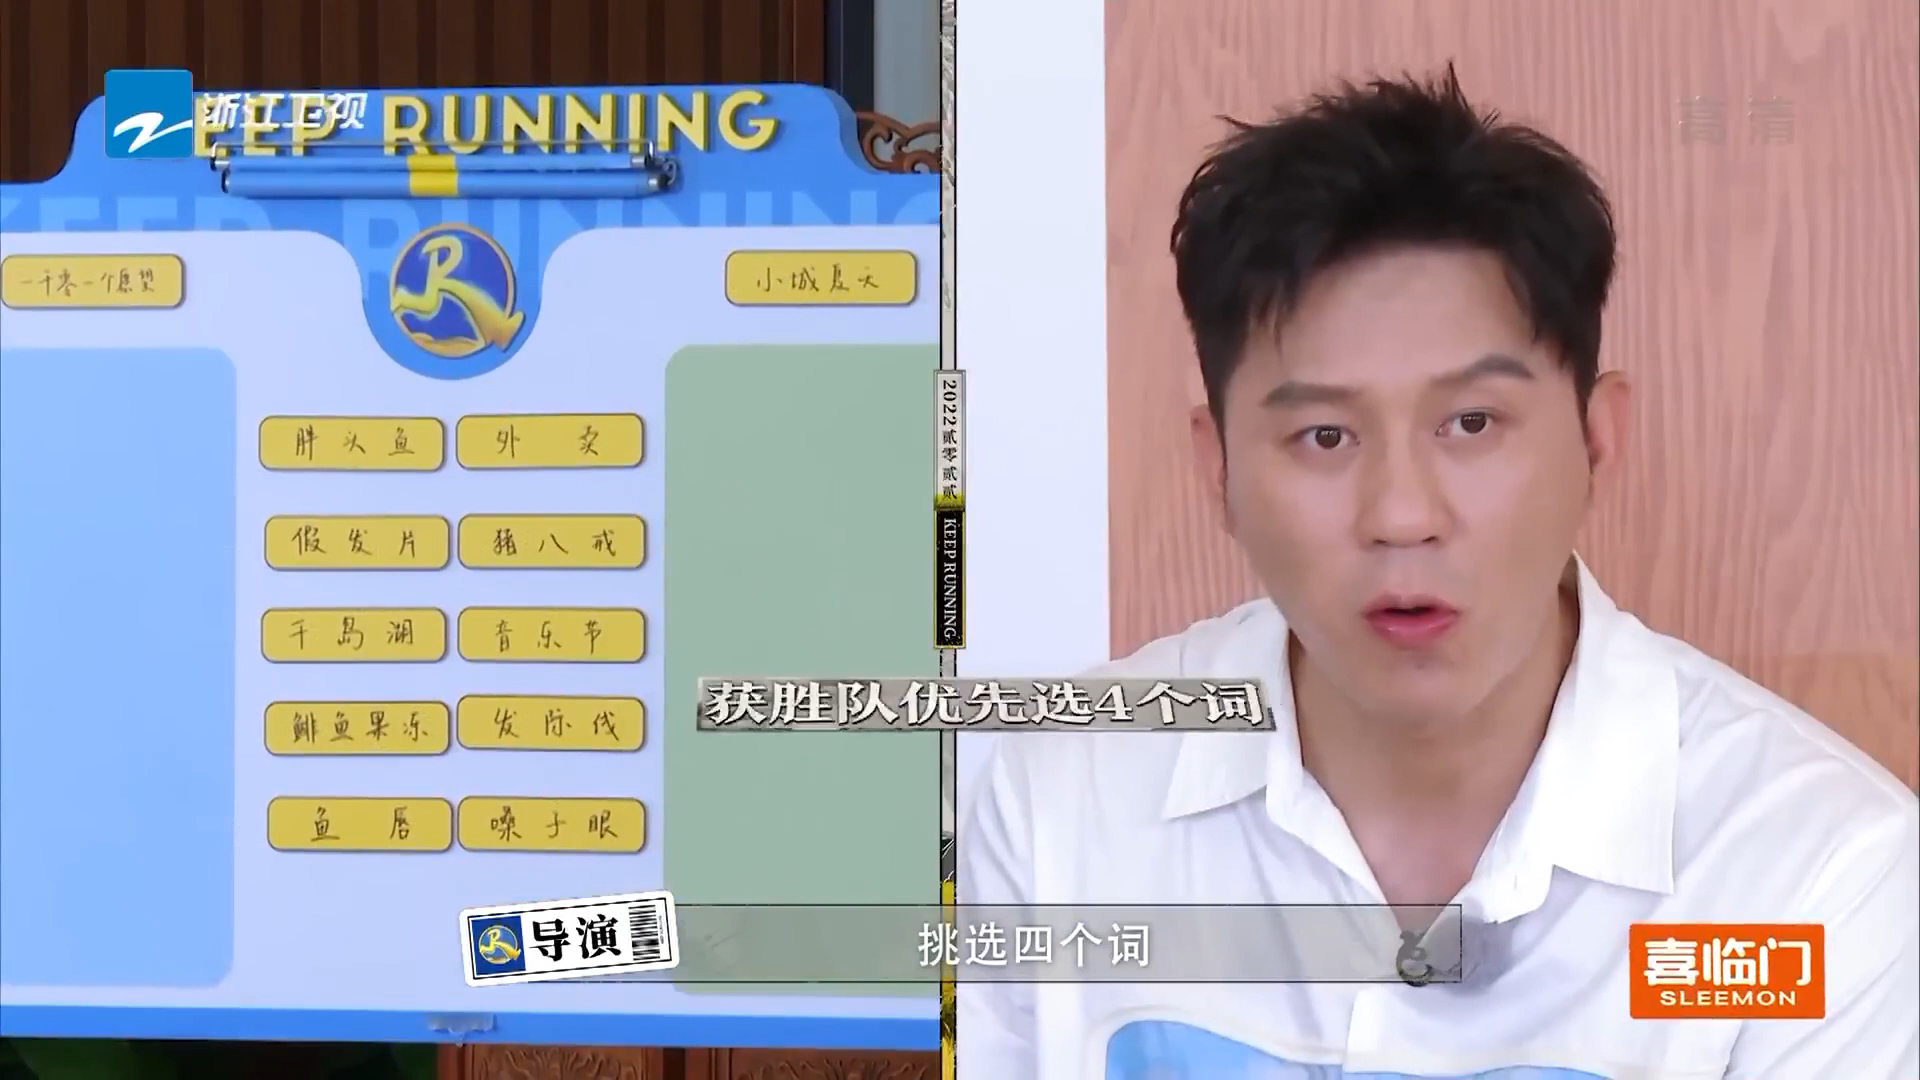 浙江卫视
KEEP RUNNING
KEEP RUNNING
高清
一千零一个愿望
小城夏天
胖头鱼
外卖
假发片
猪八戒
千岛湖
音乐节
鲱鱼果冻
发际线
鱼唇
嗓子眼
2022贰零贰贰
KEEP RUNNING
获胜队优先选4个词
导演
挑选四个词
喜临门
SLEEMON